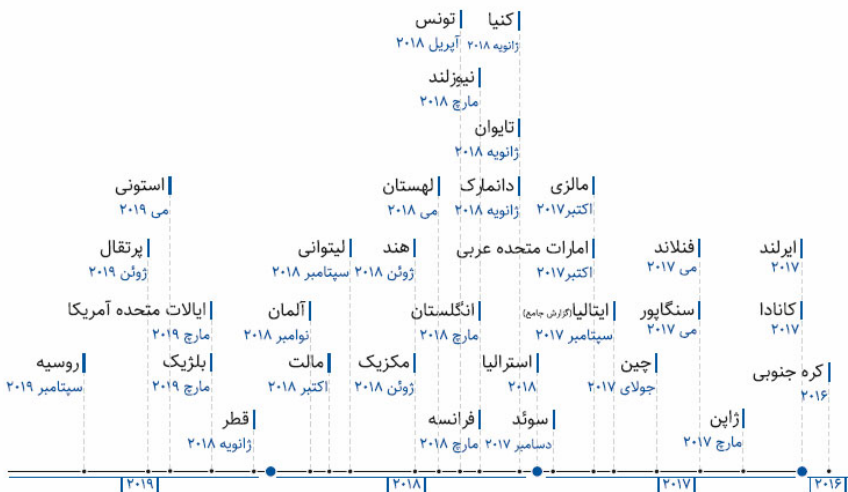 کنیا
ژانویه ۲۰۱۸
تونس
آپریل ۲۰۱۸
نیوزلند
مارچ ۲۰۱۸
تایوان
ژانویه ۲۰۱۸
مالزی
اکتبر۲۰۱۷
دانمارک
ژانویه ۲۰۱۸
لهستان
می ۲۰۱۸
استونی
می ۲۰۱۹
ایرلند
۲۰۱۷
فنلاند
می ۲۰۱۷
امارات متحده عربی
اکتبر۲۰۱۷
هند
ژوئن ۲۰۱۸
لیتوانی
سپتامبر ۲۰۱۸
پرتقال
ژوئن ۲۰۱۹
کانادا
۲۰۱۷
سنگاپور
می ۲۰۱۷
ایتالیا(گزارش جامع)
سپتامبر ۲۰۱۷
انگلستان
مارچ ۲۰۱۸
آلمان
نوامبر ۲۰۱۸
ایالات متحده آمریکا
مارچ ۲۰۱۹
کره جنوبی
۲۰۱۶
چین
جولای ۲۰۱۷
استرالیا
۲۰۱۸
مکزیک
ژوئن ۲۰۱۸
مالت
اکتبر ۲۰۱۸
بلژیک
مارچ ۲۰۱۹
روسیه
سپتامبر ۲۰۱۹
ژاپن
مارچ ۲۰۱۷
سوئد
دسامبر ۲۰۱۷
فرانسه
مارچ ۲۰۱۸
قطر
ژانویه ۲۰۱۸
۲۰۱۶
۲۰۱۷
۲۰۱۸
۲۰۱۹